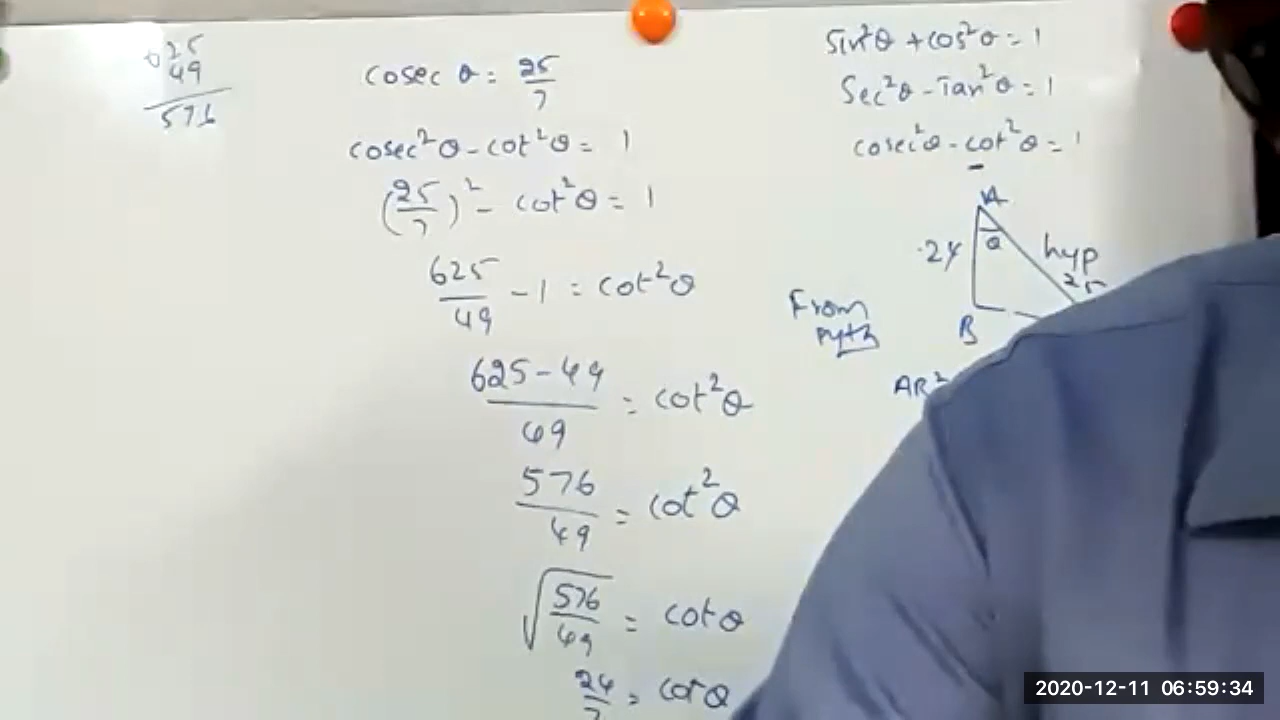 625
49
576
cosec θ = 25/7
cosec²θ - cot²θ = 1
(25/7)² - cot²θ = 1
625/49 - 1 = cot²θ
625 - 49/49 = cot²θ
576/49 = cot²θ
√576/49 = cot θ
24/7 = cot θ
sin²θ + cos²θ = 1
Sec²θ - Tan²θ = 1
cosec²θ - cot²θ = 1
A
θ
24
hyp
25
B
From
pyth
2020-12-11 06:59:34